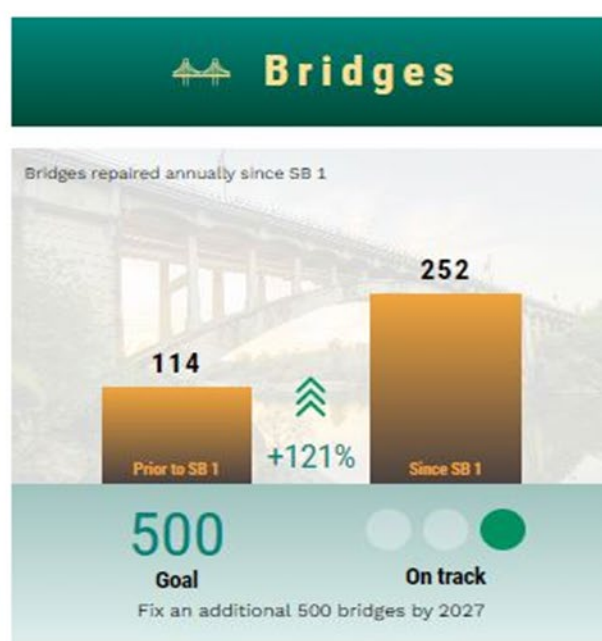 Bridges
Bridges repaired annually since SB 1
252
114
+121%
Prior to SB 1
Since SB 1
500
Goal
On track
Fix an additional 500 bridges by 2027